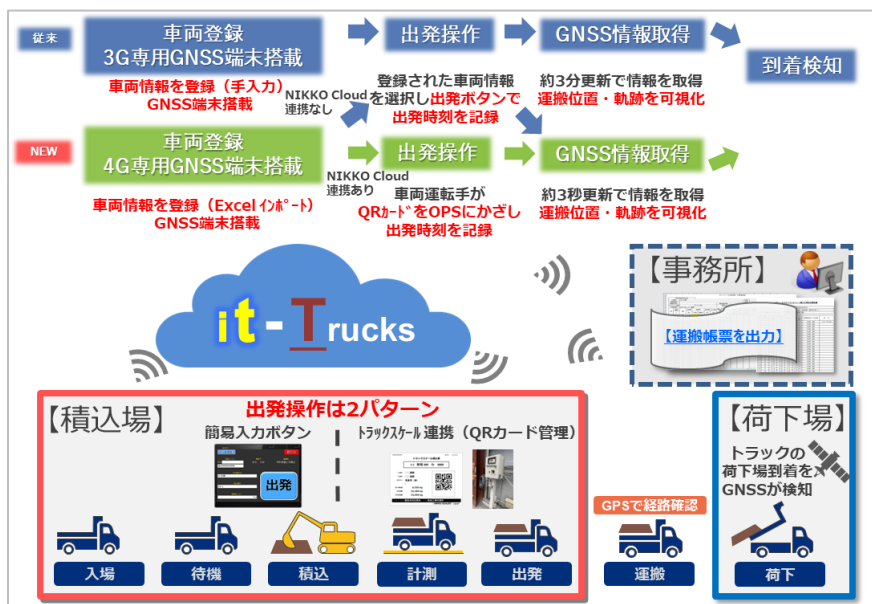 従来
車両登録
3G専用GNSS端末搭載
出発操作
GNSS情報取得
到着検知
車両情報を登録（手入力）
GNSS端末搭載
NIKKO Cloud
連携なし
登録された車両情報
を選択し出発ボタンで
出発時刻を記録
約3分更新で情報を取得
運搬位置・軌跡を可視化
NEW
車両登録
4G専用GNSS端末搭載
出発操作
GNSS情報取得
車両情報を登録（Excel インポート）
GNSS端末搭載
NIKKO Cloud
連携あり
車両運転手が
QRカードをOPSにかざし
出発時刻を記録
約3秒更新で情報を取得
運搬位置・軌跡を可視化
it-Trucks
【事務所】
【運搬帳票を出力】
【積込場】
出発操作は2パターン
簡易入力ボタン
トラックスケール連携（QRカード管理）
出発
入場
待機
積込
計測
出発
GPSで経路確認
運搬
【荷下場】
トラックの
荷下場到着を
GNSSが検知
荷下